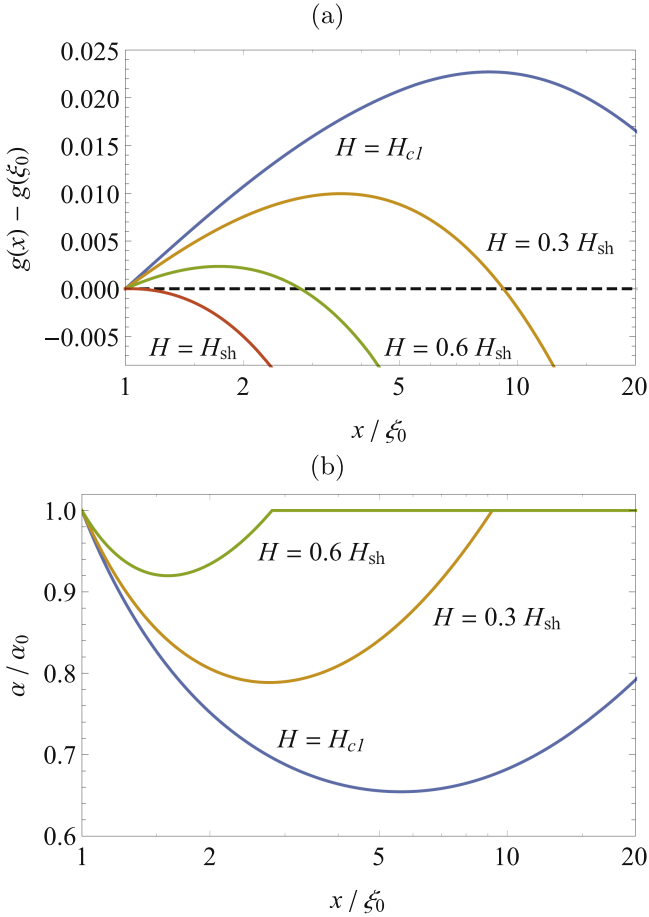 (a)
0.025
0.020
0.015
0.010
0.005
0.000
−0.005
g(x) − g(ξ0)
H = Hc1
H = 0.3 Hsh
H = Hsh
H = 0.6 Hsh
1 2 5 10 20
x / ξ0
(b)
1.0
0.9
0.8
0.7
0.6
α / α0
H = 0.6 Hsh
H = 0.3 Hsh
H = Hc1
1 2 5 10 20
x / ξ0